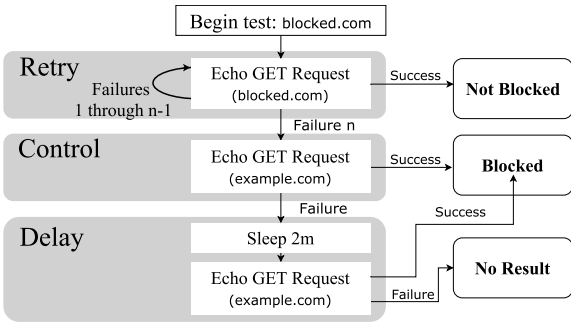 Begin test: blocked.com
Retry
Failures
1 through n-1
Echo GET Request
(blocked.com)
Success
Not Blocked
Failure n
Control
Echo GET Request
(example.com)
Success
Blocked
Failure
Delay
Sleep 2m
Echo GET Request
(example.com)
Success
Failure
No Result